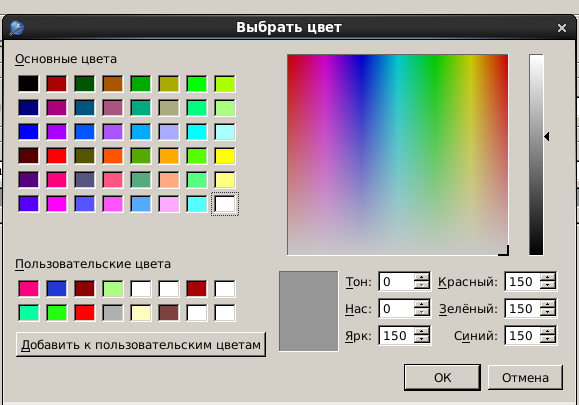 Выбрать цвет
Основные цвета
Пользовательские цвета
Тон: 0 Красный: 150
Нас: 0 Зелёный: 150
Ярк: 150 Синий: 150
Добавить к пользовательским цветам
ОК Отмена